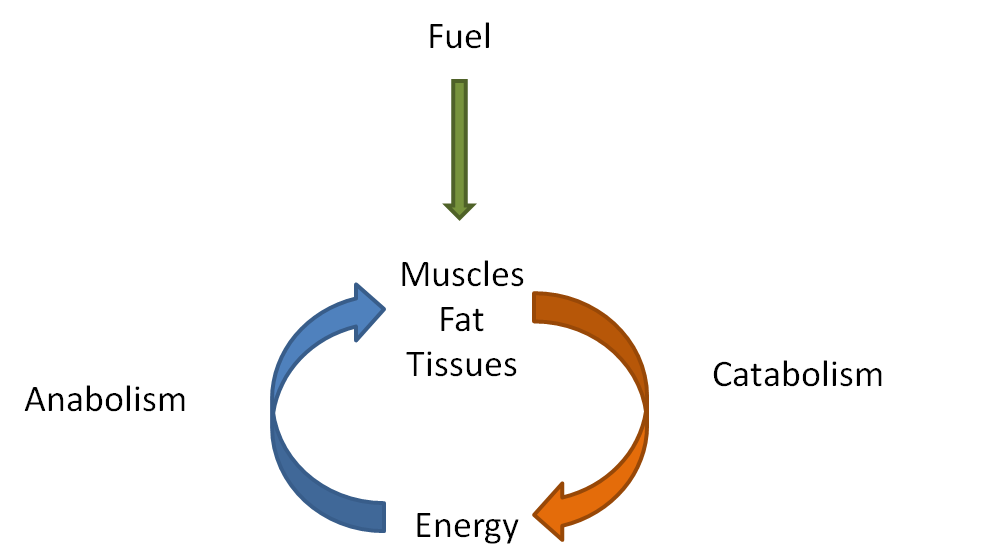 Fuel
Muscles
Fat
Tissues
Catabolism
Anabolism
Energy